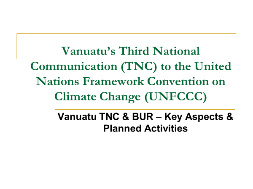 Vanuatu's Third National
Communication (TNC) to the United
Nations Framework Convention on
Climate Change (UNFCCC)
Vanuatu TNC & BUR – Key Aspects &
Planned Activities